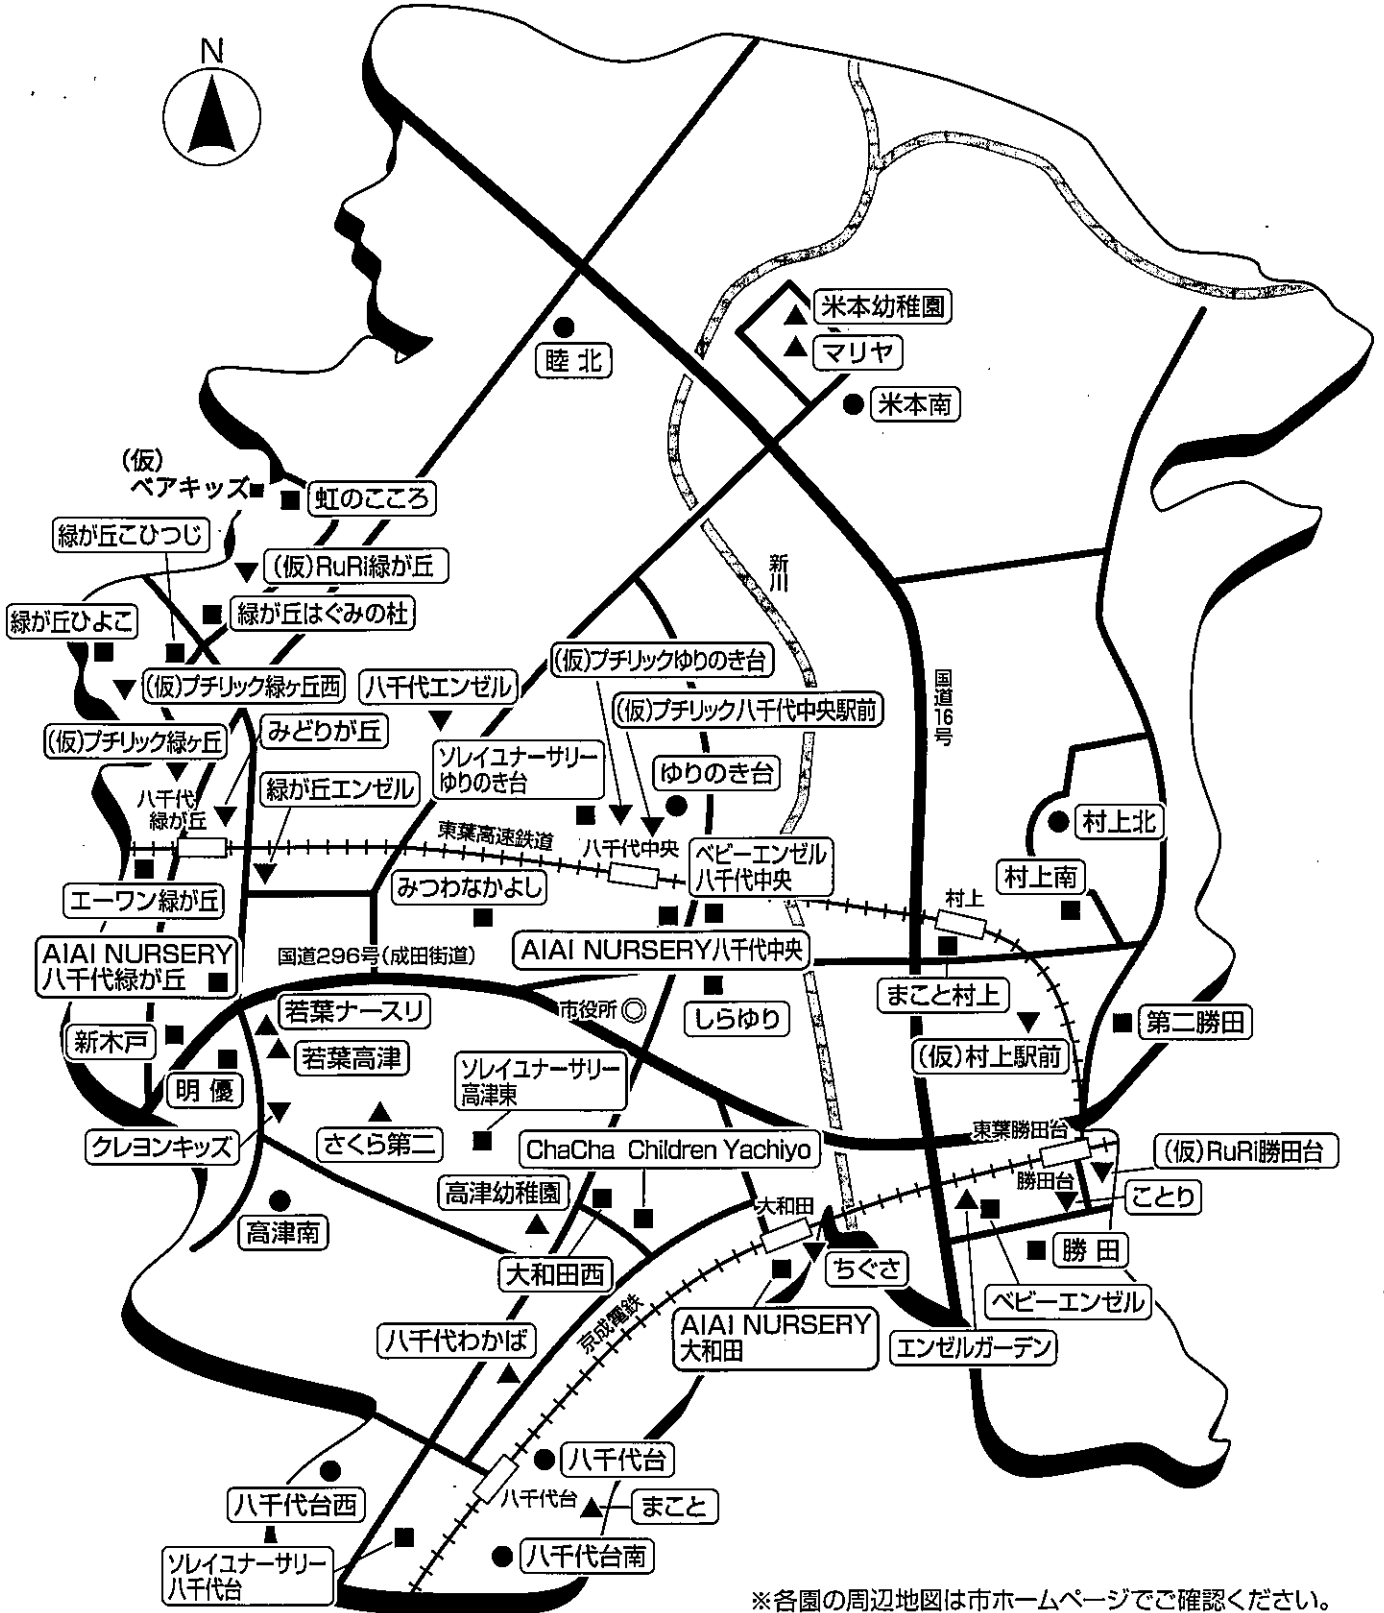 N
米本幼稚園
マリヤ
睦北
米本南
(仮)
ベアキッズ
虹のこころ
緑が丘こひつじ
(仮)RuRi緑が丘
新川
緑が丘はぐみの杜
緑が丘ひよこ
(仮)プチリックゆりのき台
(仮)プチリック緑ヶ丘西
八千代エンゼル
(仮)プチリック八千代中央駅前
国道16号
みどりが丘
(仮)プチリック緑ヶ丘
ソレイユナーサリー
ゆりのき台
ゆりのき台
緑が丘エンゼル
八千代
緑が丘
東葉高速鉄道
八千代中央
村上北
ベビーエンゼル
八千代中央
村上南
エーワン緑が丘
みつわなかよし
村上
AIAI NURSERY
八千代緑が丘
国道296号(成田街道)
AIAI NURSERY八千代中央
まこと村上
若葉ナースリ
市役所
しらゆり
第二勝田
新木戸
若葉高津
(仮)村上駅前
明優
ソレイユナーサリー
高津東
クレヨンキッズ
さくら第二
ChaCha Children Yachiyo
東葉勝田台
(仮)RuRi勝田台
高津幼稚園
勝田台
ことり
高津南
大和田
大和田西
ちぐさ
勝田
ベビーエンゼル
京成電鉄
八千代わかば
AIAI NURSERY
大和田
エンゼルガーデン
八千代台
八千代台西
八千代台
まこと
ソレイユナーサリー
八千代台
八千代台南
※各園の周辺地図は市ホームページでご確認ください。